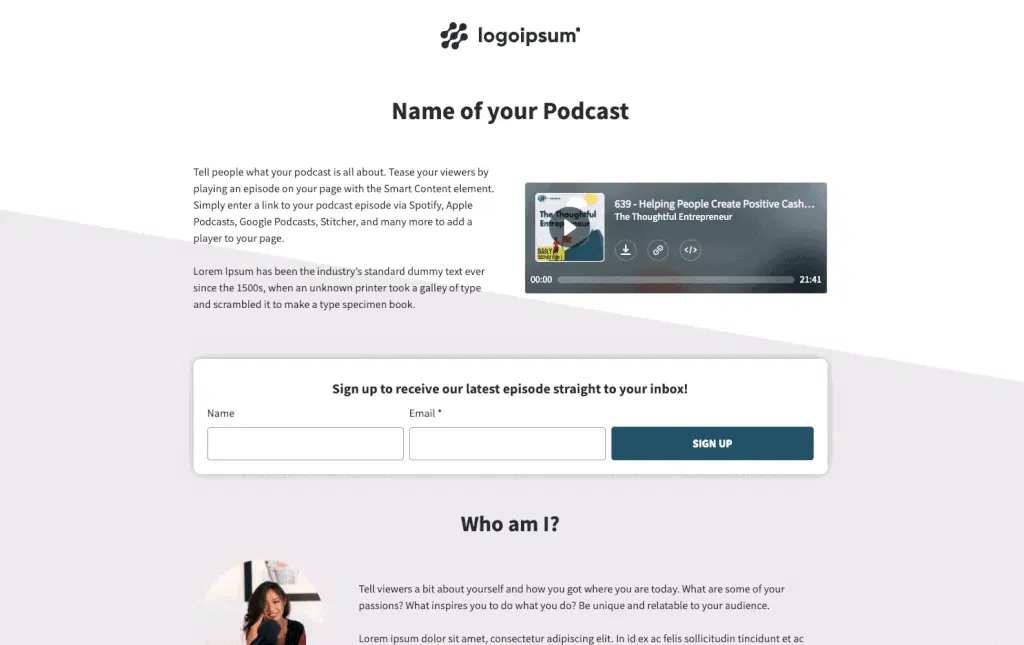 logoipsum
Name of your Podcast
Tell people what your podcast is all about. Tease your viewers by
playing an episode on your page with the Smart Content element.
Simply enter a link to your podcast episode via Spotify, Apple
Podcasts, Google Podcasts, Stitcher, and many more to add a
player to your page.
Lorem Ipsum has been the industry's standard dummy text ever
since the 1500s, when an unknown printer took a galley of type
and scrambled it to make a type specimen book.
The Thoughtful
Entrepreneur
DAILY
639 - Helping People Create Positive Cash...
The Thoughtful Entrepreneur
00:00
21:41
Sign up to receive our latest episode straight to your inbox!
Name
Email *
SIGN UP
Who am I?
Tell viewers a bit about yourself and how you got where you are today. What are some of your
passions? What inspires you to do what you do? Be unique and relatable to your audience.
Lorem ipsum dolor sit amet, consectetur adipiscing elit. In id ex ac felis sollicitudin tincidunt et ac